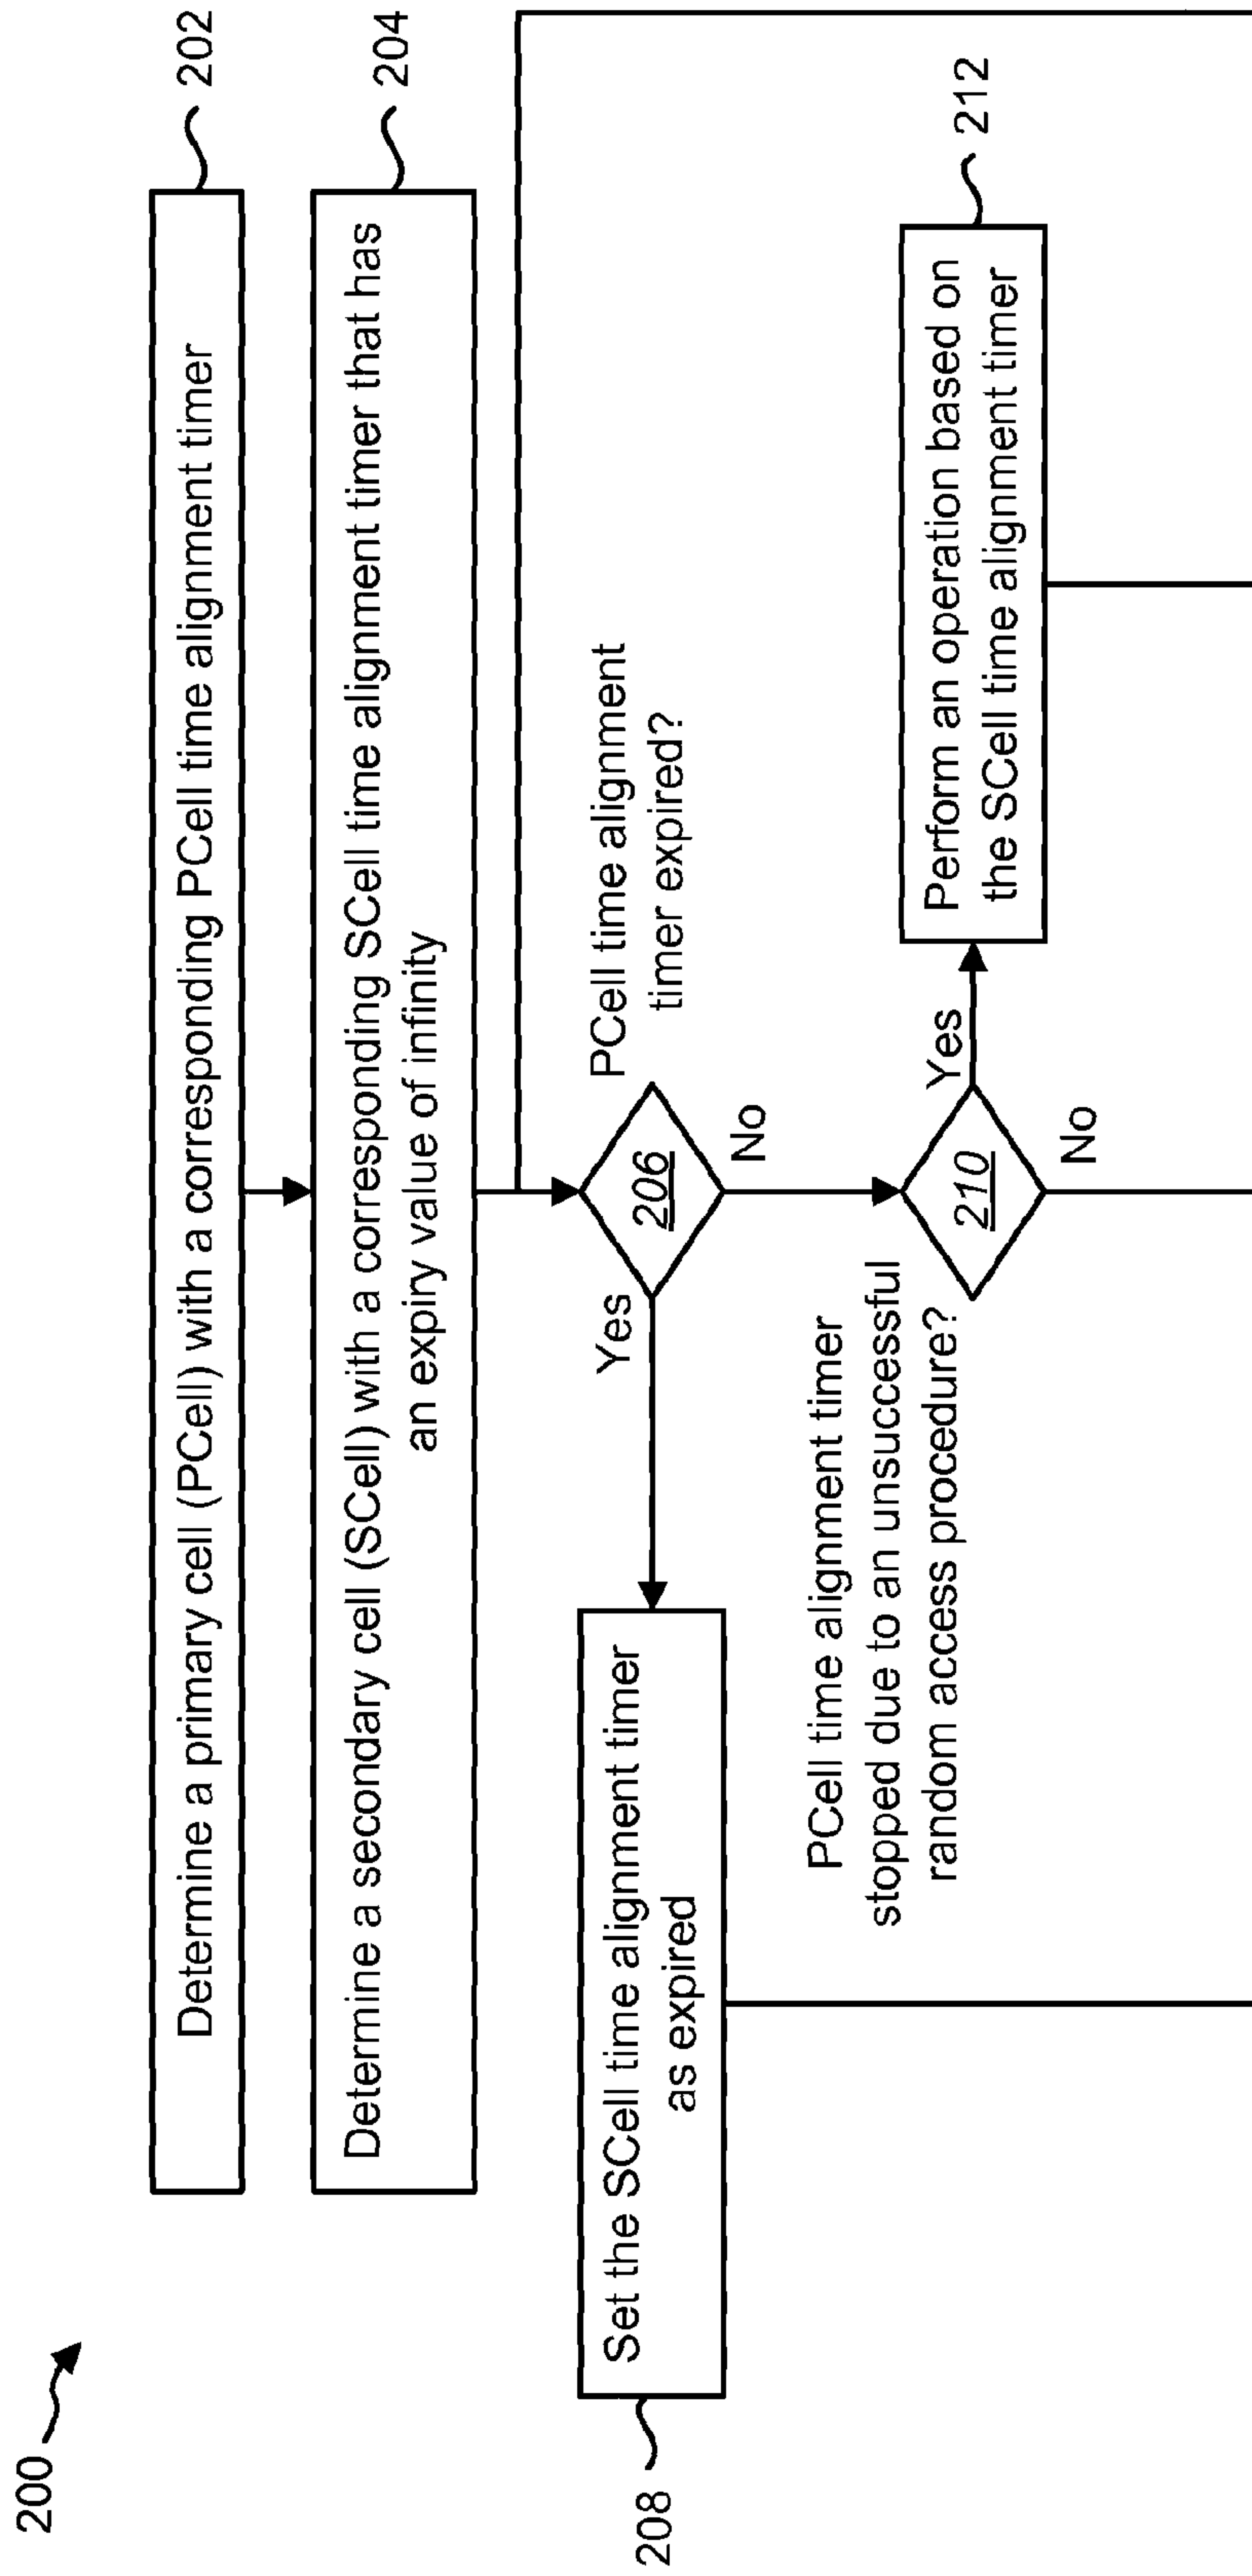 200
202
Determine a primary cell (PCell) with a corresponding PCell time alignment timer
204
Determine a secondary cell (SCell) with a corresponding SCell time alignment timer that has
an expiry value of infinity
PCell time alignment
timer expired?
206
Yes
No
208
Set the SCell time alignment timer
as expired
PCell time alignment timer
stopped due to an unsuccessful
random access procedure?
210
Yes
No
212
Perform an operation based on
the SCell time alignment timer